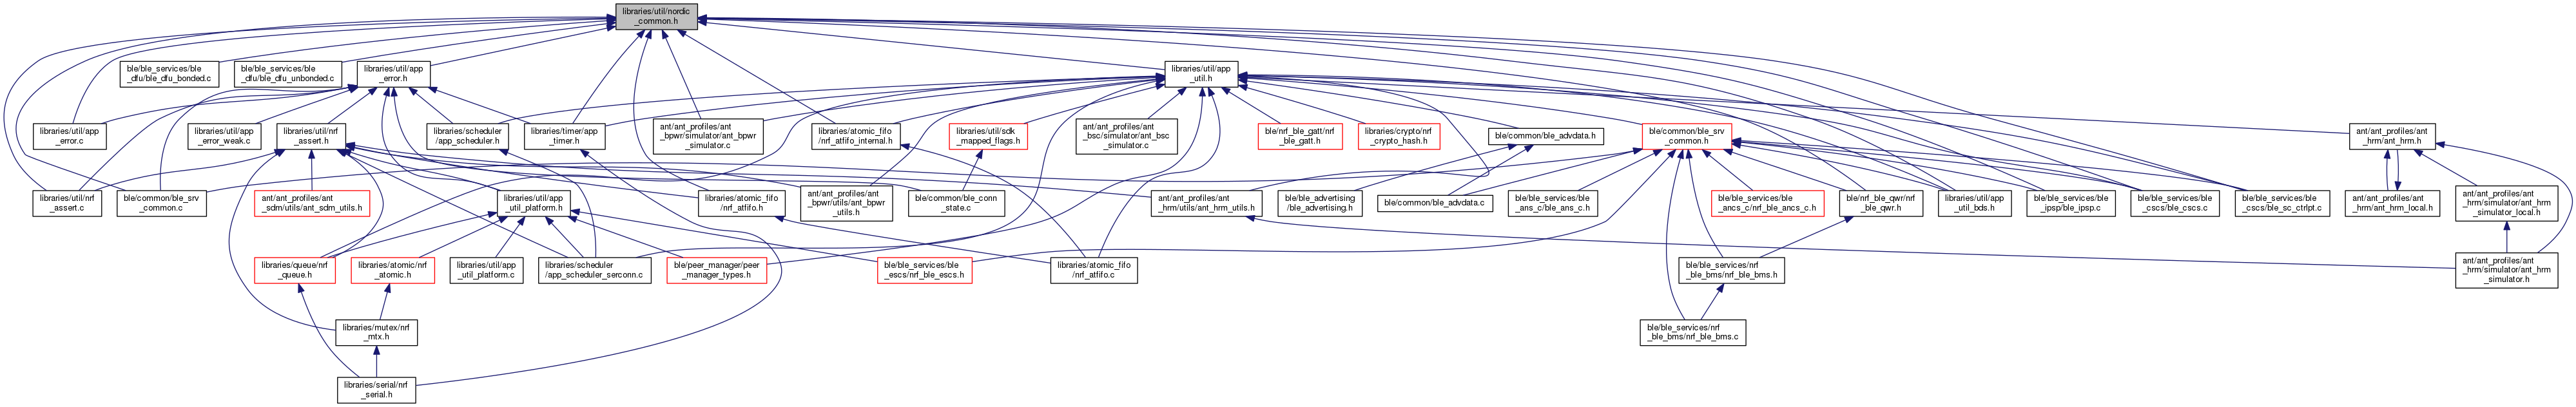 libraries/util/nordic
_common.h
ble/ble_services/ble
_dfu/ble_dfu_bonded.c
ble/ble_services/ble
_dfu/ble_dfu_unbonded.c
libraries/util/app
_error.h
libraries/util/app
_util.h
libraries/util/app
_error.c
libraries/util/app
_error_weak.c
libraries/util/nrf
_assert.h
libraries/scheduler
/app_scheduler.h
libraries/timer/app
_timer.h
ant/ant_profiles/ant
_bpwr/simulator/ant_bpwr
_simulator.c
libraries/atomic_fifo
/nrf_atfifo_internal.h
libraries/util/sdk
_mapped_flags.h
ant/ant_profiles/ant
_bsc/simulator/ant_bsc
_simulator.c
ble/nrf_ble_gatt/nrf
_ble_gatt.h
libraries/crypto/nrf
_crypto_hash.h
ble/common/ble_advdata.h
ble/common/ble_srv
_common.h
ant/ant_profiles/ant
_hrm/ant_hrm.h
libraries/util/nrf
_assert.c
ble/common/ble_srv
_common.c
ant/ant_profiles/ant
_sdm/utils/ant_sdm_utils.h
libraries/util/app
_util_platform.h
libraries/atomic_fifo
/nrf_atfifo.h
ant/ant_profiles/ant
_bpwr/utils/ant_bpwr
_utils.h
ble/common/ble_conn
_state.c
ant/ant_profiles/ant
_hrm/utils/ant_hrm_utils.h
ble/ble_advertising
/ble_advertising.h
ble/common/ble_advdata.c
ble/ble_services/ble
_ans_c/ble_ans_c.h
ble/ble_services/ble
_ancs_c/nrf_ble_ancs_c.h
ble/nrf_ble_qwr/nrf
_ble_qwr.h
libraries/util/app
_util_bds.h
ble/ble_services/ble
_ipsp/ble_ipsp.c
ble/ble_services/ble
_cscs/ble_cscs.c
ble/ble_services/ble
_cscs/ble_sc_ctrlpt.c
ant/ant_profiles/ant
_hrm/ant_hrm_local.h
ant/ant_profiles/ant
_hrm/simulator/ant_hrm
_simulator_local.h
libraries/queue/nrf
_queue.h
libraries/atomic/nrf
_atomic.h
libraries/util/app
_util_platform.c
libraries/scheduler
/app_scheduler_serconn.c
ble/peer_manager/peer
_manager_types.h
ble/ble_services/ble
_escs/nrf_ble_escs.h
libraries/atomic_fifo
/nrf_atfifo.c
ble/ble_services/nrf
_ble_bms/nrf_ble_bms.h
ant/ant_profiles/ant
_hrm/simulator/ant_hrm
_simulator.h
libraries/mutex/nrf
_mtx.h
ble/ble_services/nrf
_ble_bms/nrf_ble_bms.c
libraries/serial/nrf
_serial.h